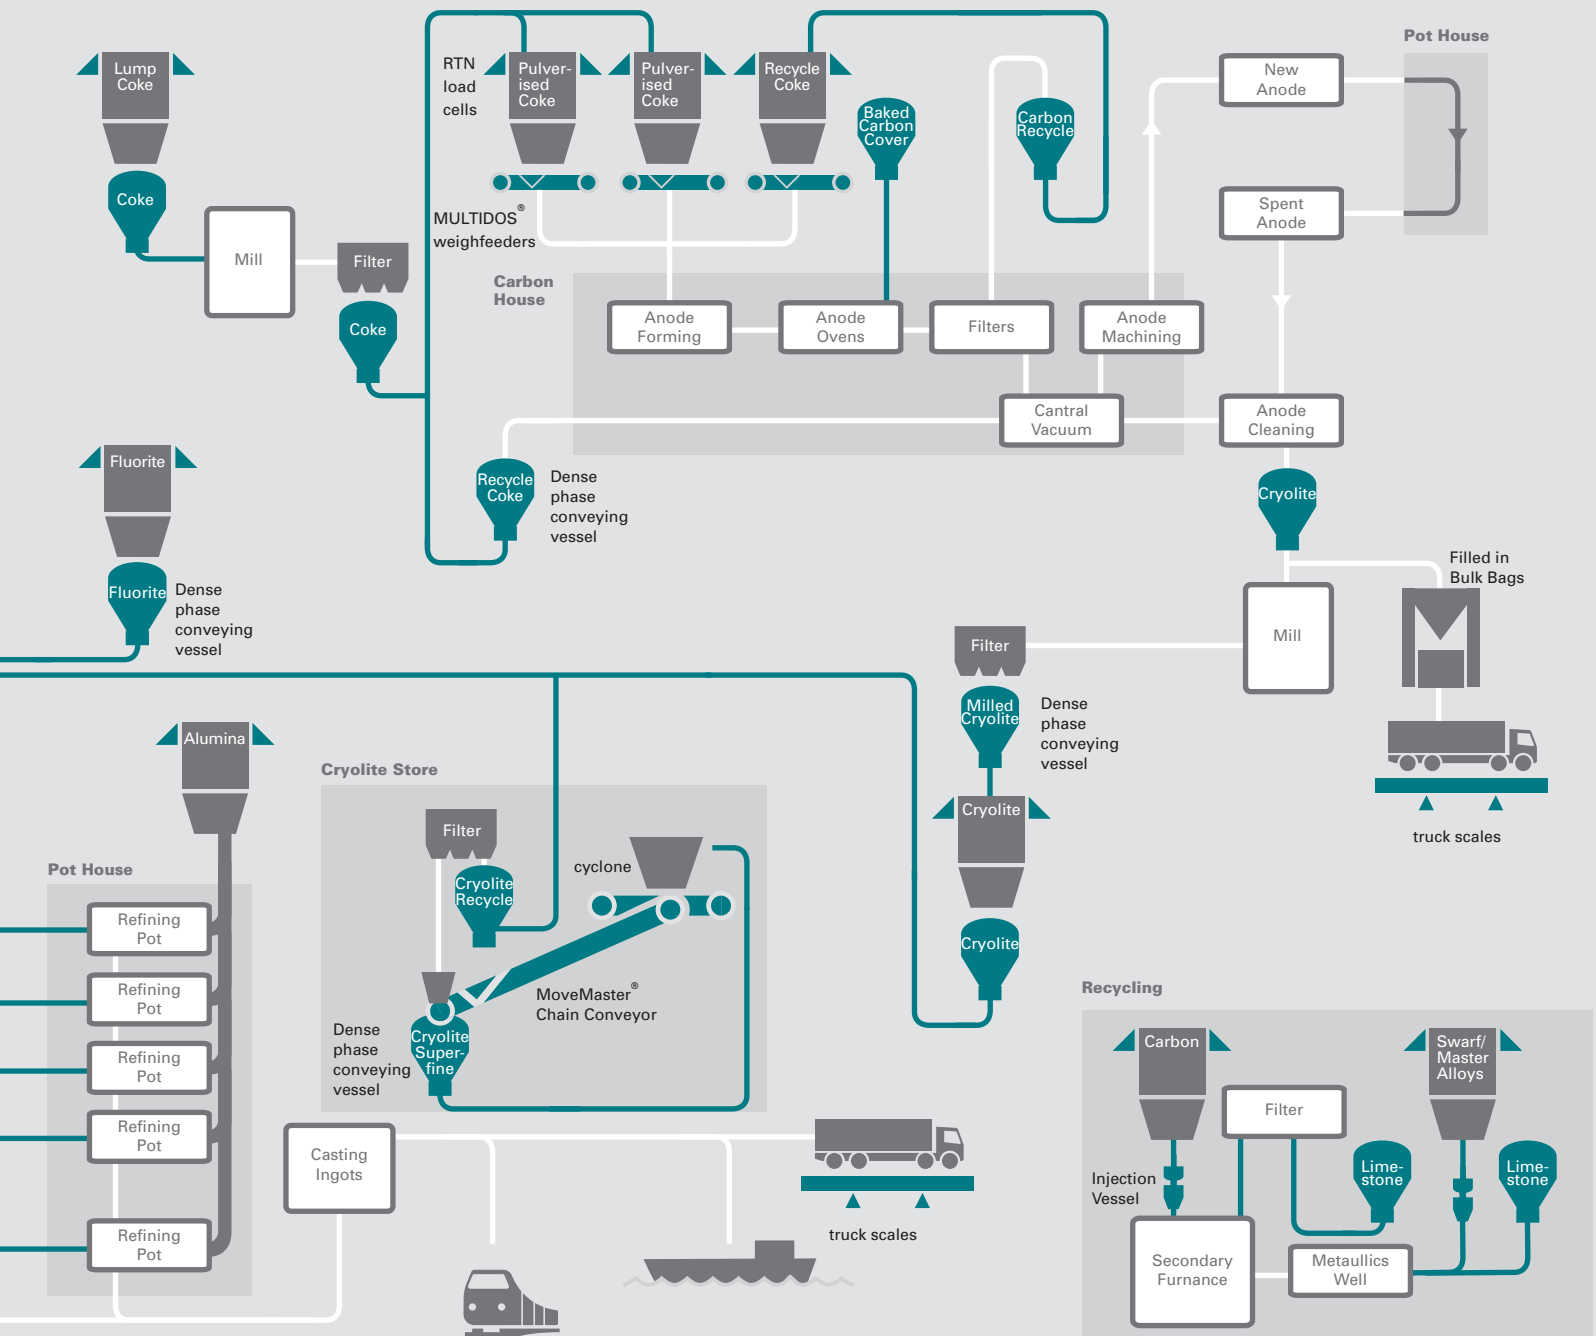 Pot House
Lump
Coke
RTN
load
cells
Pulver-
ised
Coke
Pulver-
ised
Coke
Recycle
Coke
New
Anode
Baked
Carbon
Cover
Carbon
Recycle
Coke
MULTIDOS®
weighfeeders
Spent
Anode
Mill
Filter
Carbon
House
Coke
Anode
Forming
Anode
Ovens
Filters
Anode
Machining
Cantral
Vacuum
Anode
Cleaning
Fluorite
Recycle
Coke
Dense
phase
conveying
vessel
Cryolite
Filled in
Bulk Bags
Fluorite
Dense
phase
conveying
vessel
Filter
Mill
Milled
Cryolite
Dense
phase
conveying
vessel
Alumina
Cryolite Store
Cryolite
truck scales
Filter
cyclone
Pot House
Cryolite
Recycle
Refining
Pot
Cryolite
Refining
Pot
MoveMaster®
Chain Conveyor
Recycling
Dense
phase
conveying
vessel
Cryolite
Super-
fine
Carbon
Swarf/
Master
Alloys
Refining
Pot
Filter
Refining
Pot
Casting
Ingots
Injection
Vessel
Lime-
stone
Lime-
stone
truck scales
Refining
Pot
Secondary
Furnance
Metaullics
Well